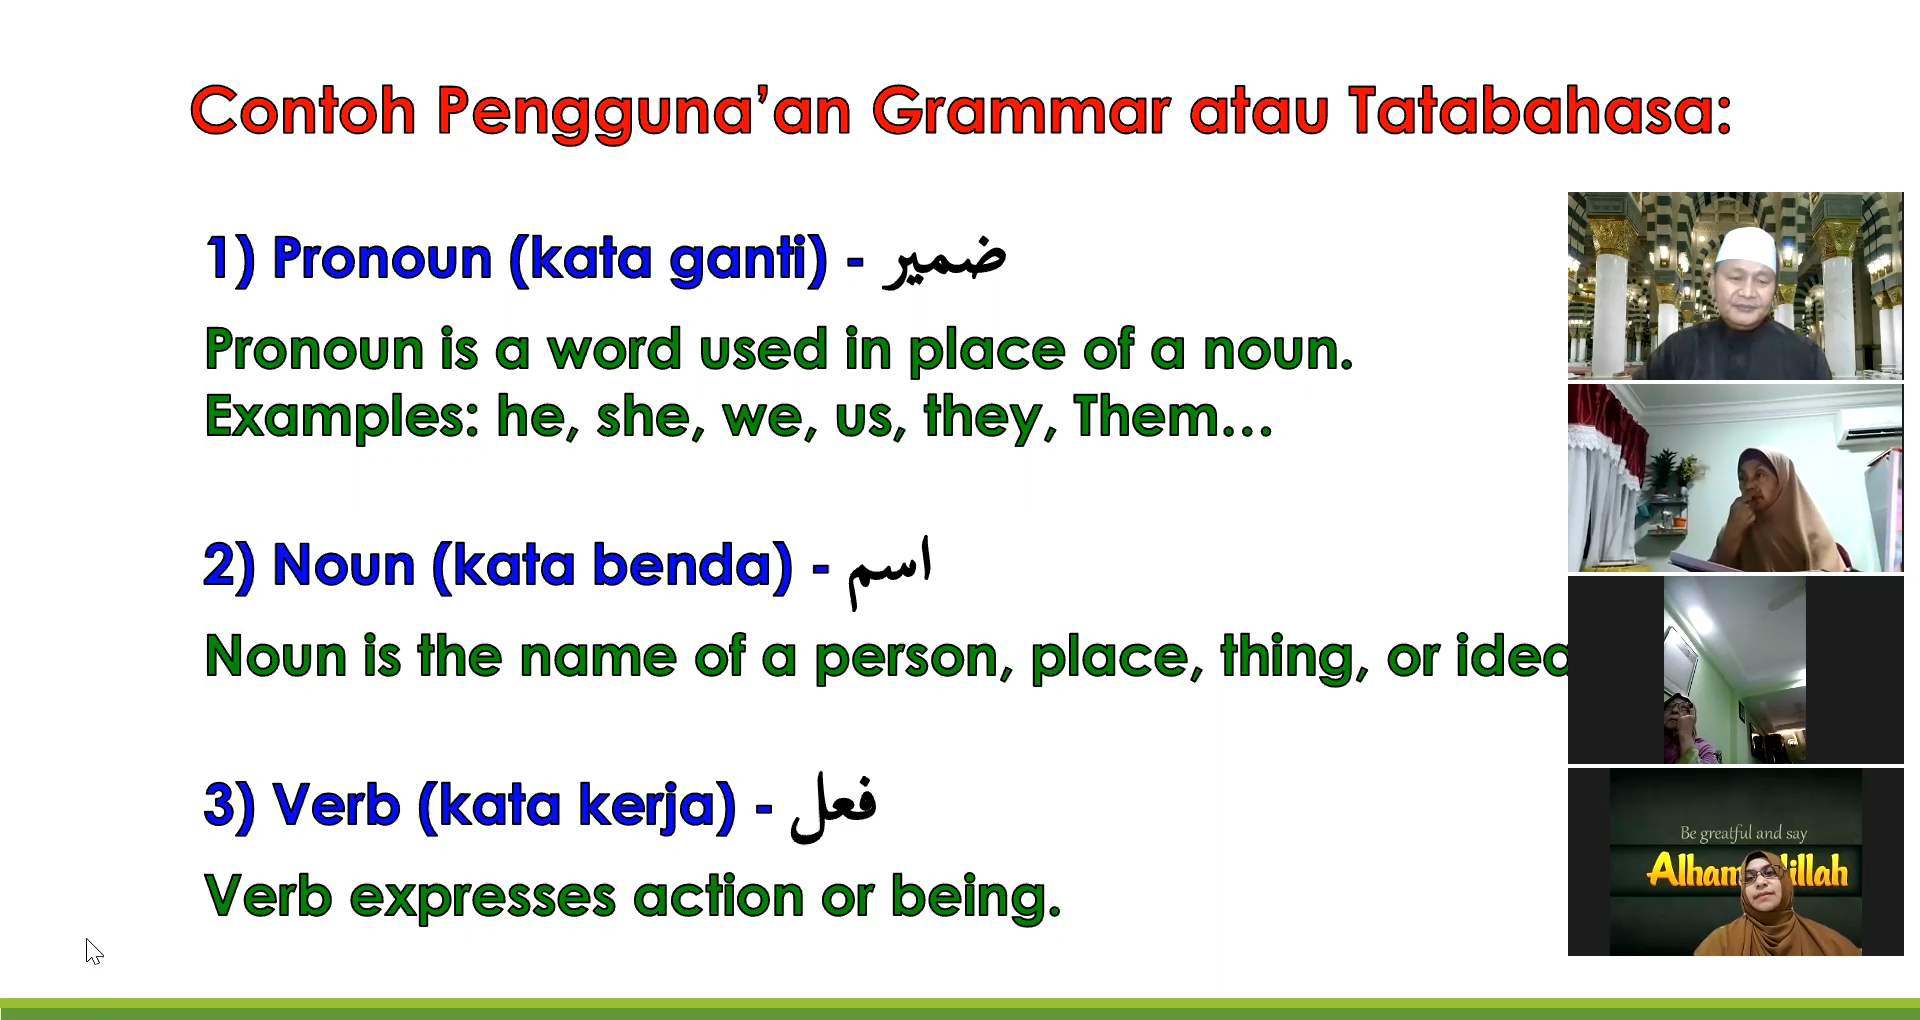 Contoh Pengguna’an Grammar atau Tatabahasa:
1) Pronoun (kata ganti) - ضمير
Pronoun is a word used in place of a noun.
Examples: he, she, we, us, they, Them...
2) Noun (kata benda) - اسم
Noun is the name of a person, place, thing, or
3) Verb (kata kerja) - فعل
Verb expresses action or being.
Be greatful and say